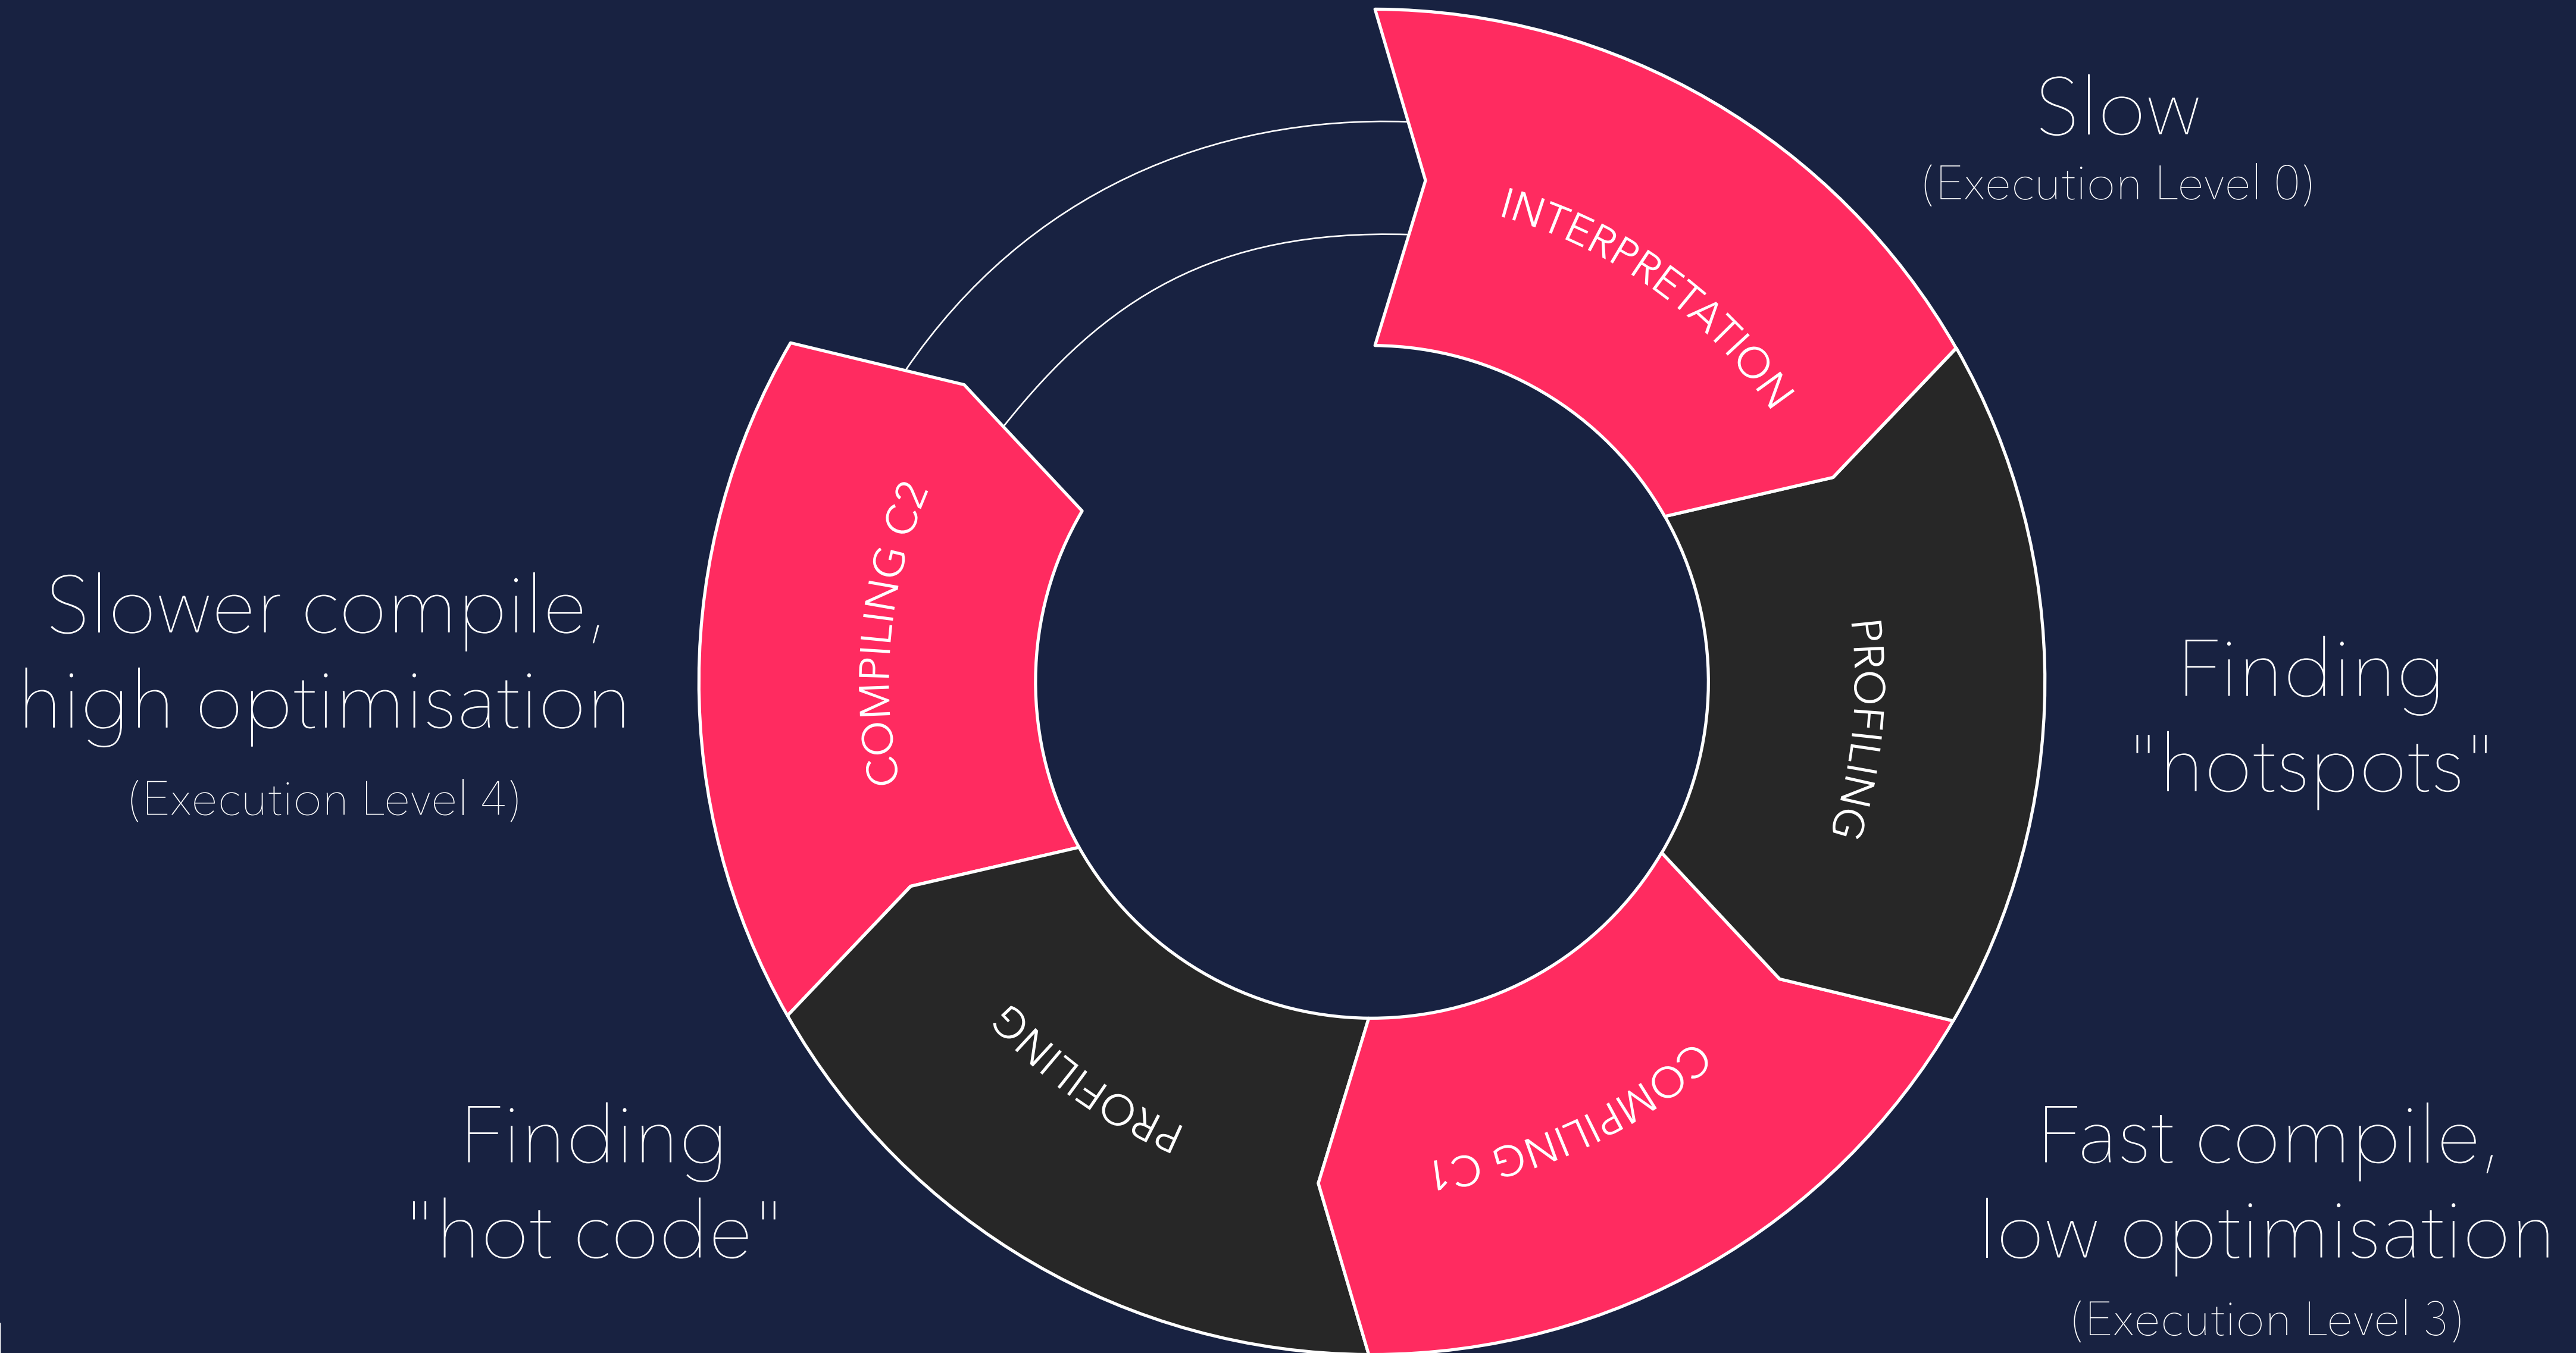 Slow
(Execution Level 0)
INTERPRETATION
PROFILING
Finding
"hotspots"
COMPILING C1
Fast compile,
low optimisation
(Execution Level 3)
PROFILING
Finding
"hot code"
COMPILING C2
Slower compile,
high optimisation
(Execution Level 4)